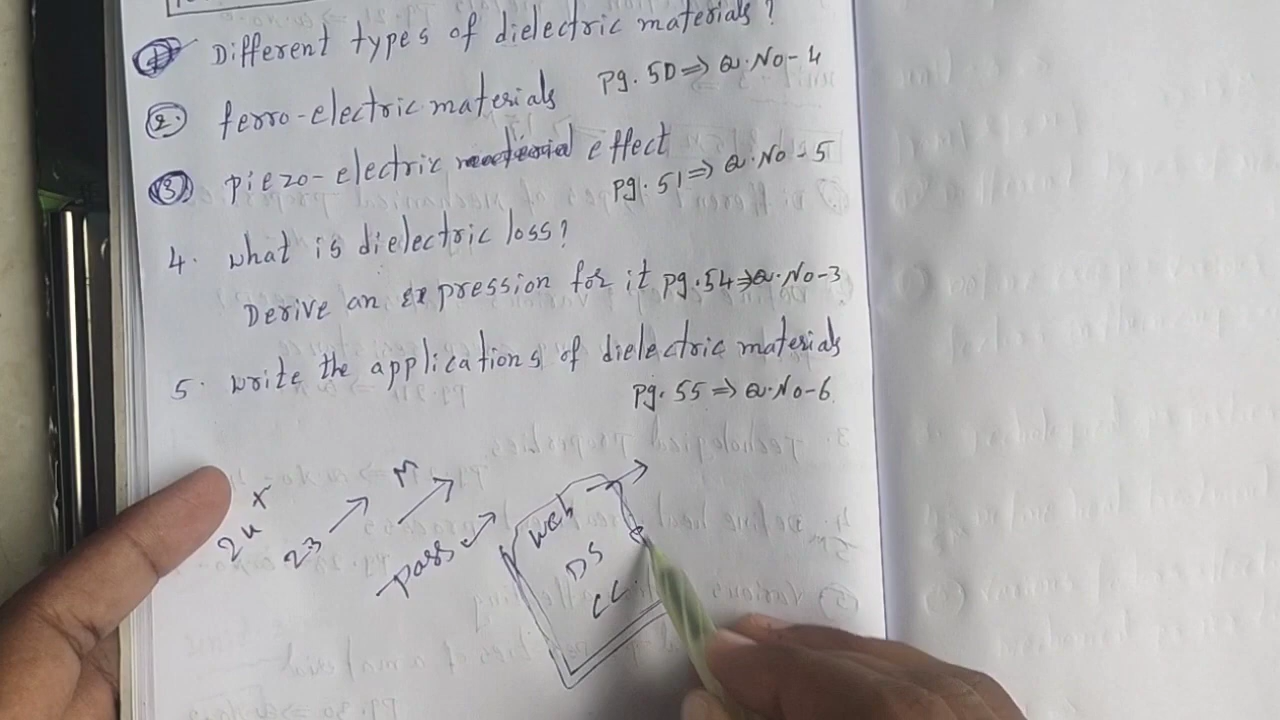 1 Different types of dielectric materials?
pg. 50 ⇒ Q.No - 4
2. ferro-electric materials
3 piezo-electric effect
pg. 51 ⇒ Q.No - 5
4. What is dielectric loss?
Derive an expression for it pg.54 ⇒ Q.No-3
5. write the applications of dielectric materials
pg. 55 ⇒ Q.No-6
24 x
23 →
pass
Web
DS
CC